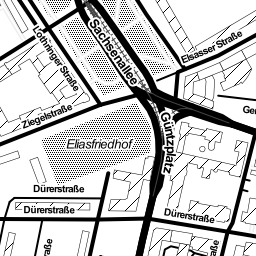 Sachsenallee
Lothringer Straße
Elsasser Straße
Ziegelstraße
Güntzplatz
Eliasfriedhof
Dürerstraße
Dürerstraße
Dürerstraße